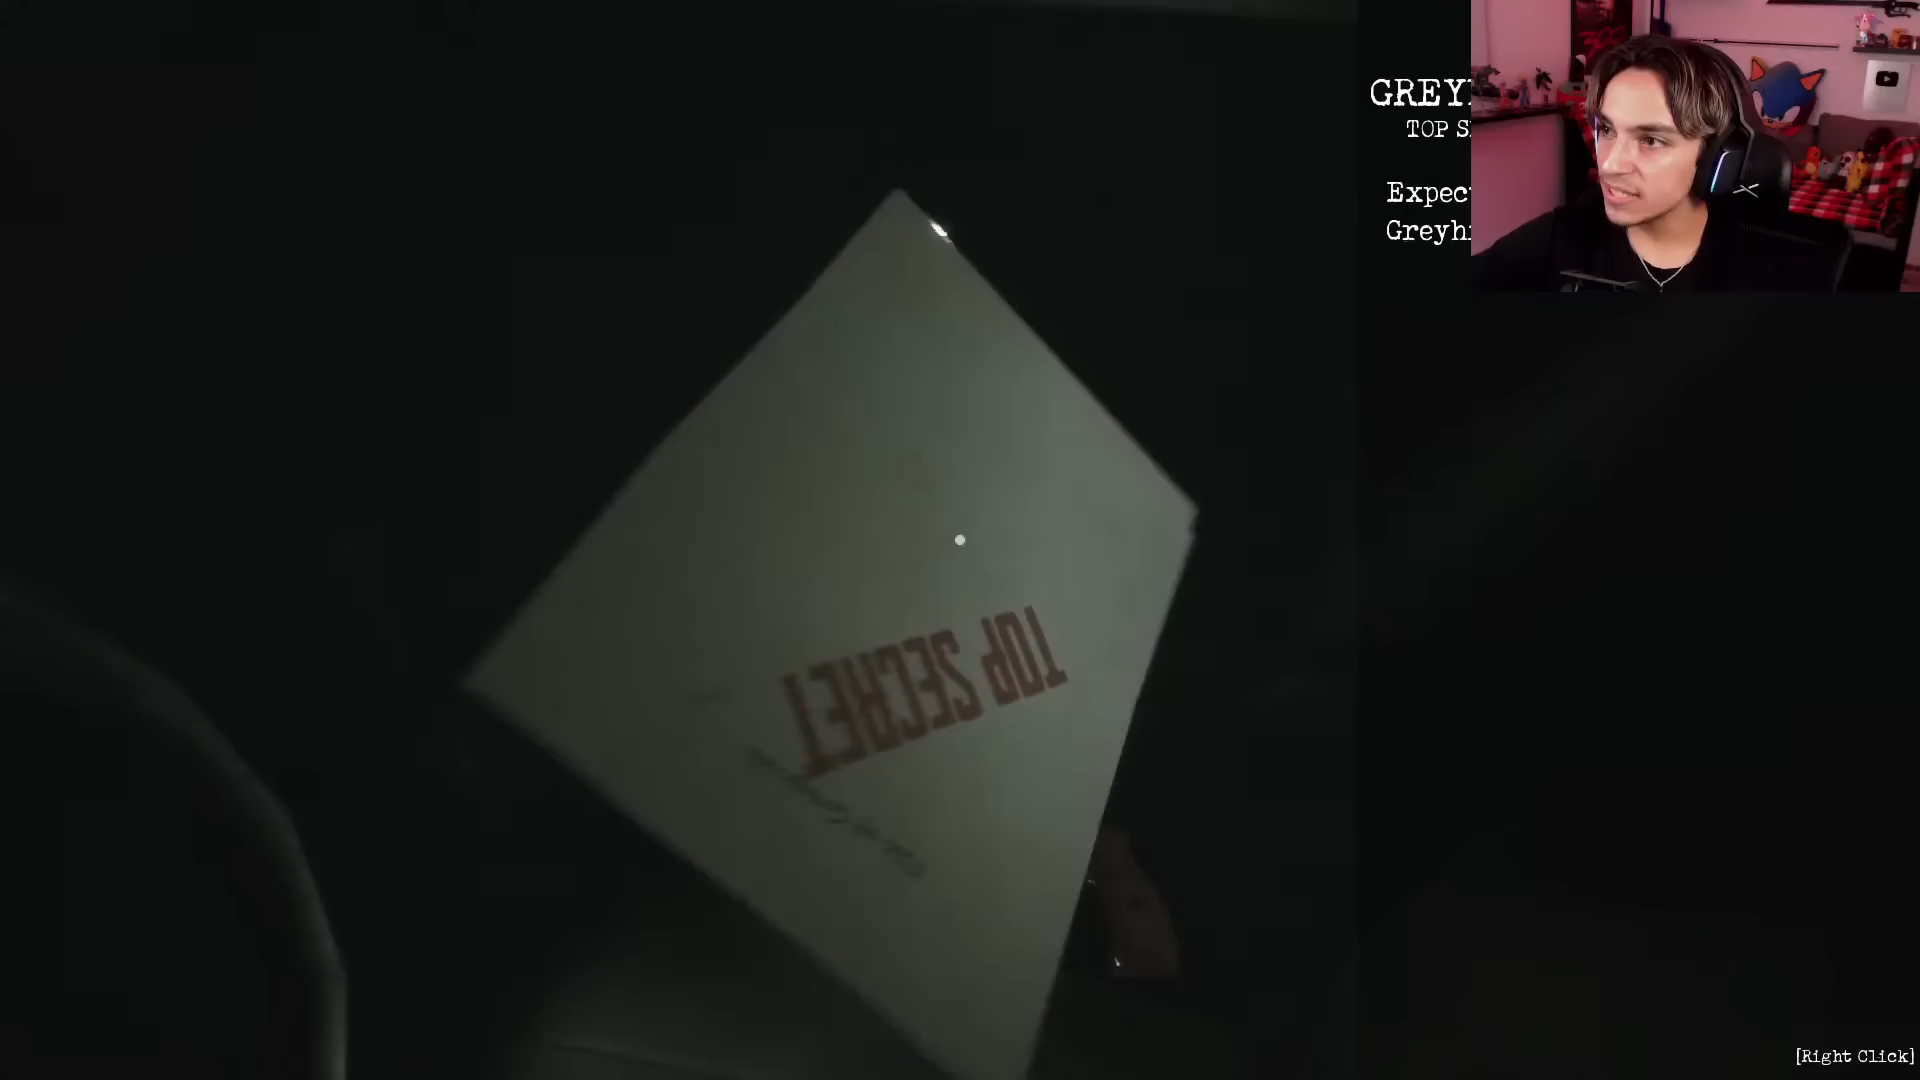 GREY
TOP S
Expec
Greyh
TOP SECRET
[Right Click]